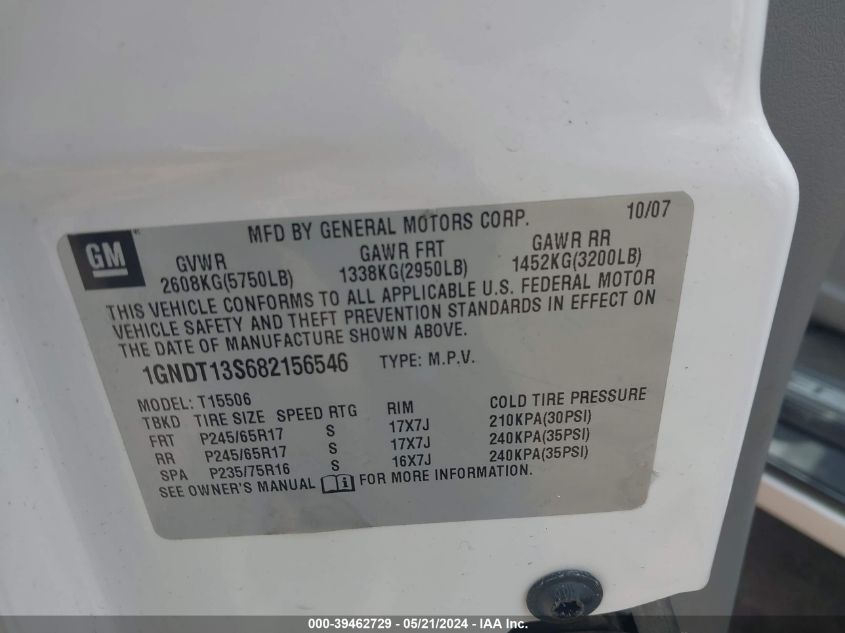 MFD BY GENERAL MOTORS CORP. 10/07
GM
GVWR GAWR FRT GAWR RR
2608KG(5750LB) 1338KG(2950LB) 1452KG(3200LB)
THIS VEHICLE CONFORMS TO ALL APPLICABLE U.S. FEDERAL MOTOR
VEHICLE SAFETY AND THEFT PREVENTION STANDARDS IN EFFECT ON
THE DATE OF MANUFACTURE SHOWN ABOVE.
1GNDT13S682156546 TYPE: M.P.V.
MODEL: T15506
TBKD TIRE SIZE SPEED RTG RIM COLD TIRE PRESSURE
FRT P245/65R17 S 17X7J 210KPA(30PSI)
RR P245/65R17 S 17X7J 240KPA(35PSI)
SPA P235/75R16 S 16X7J 240KPA(35PSI)
SEE OWNER'S MANUAL i FOR MORE INFORMATION.
000-39462729 - 05/21/2024 - IAA Inc.